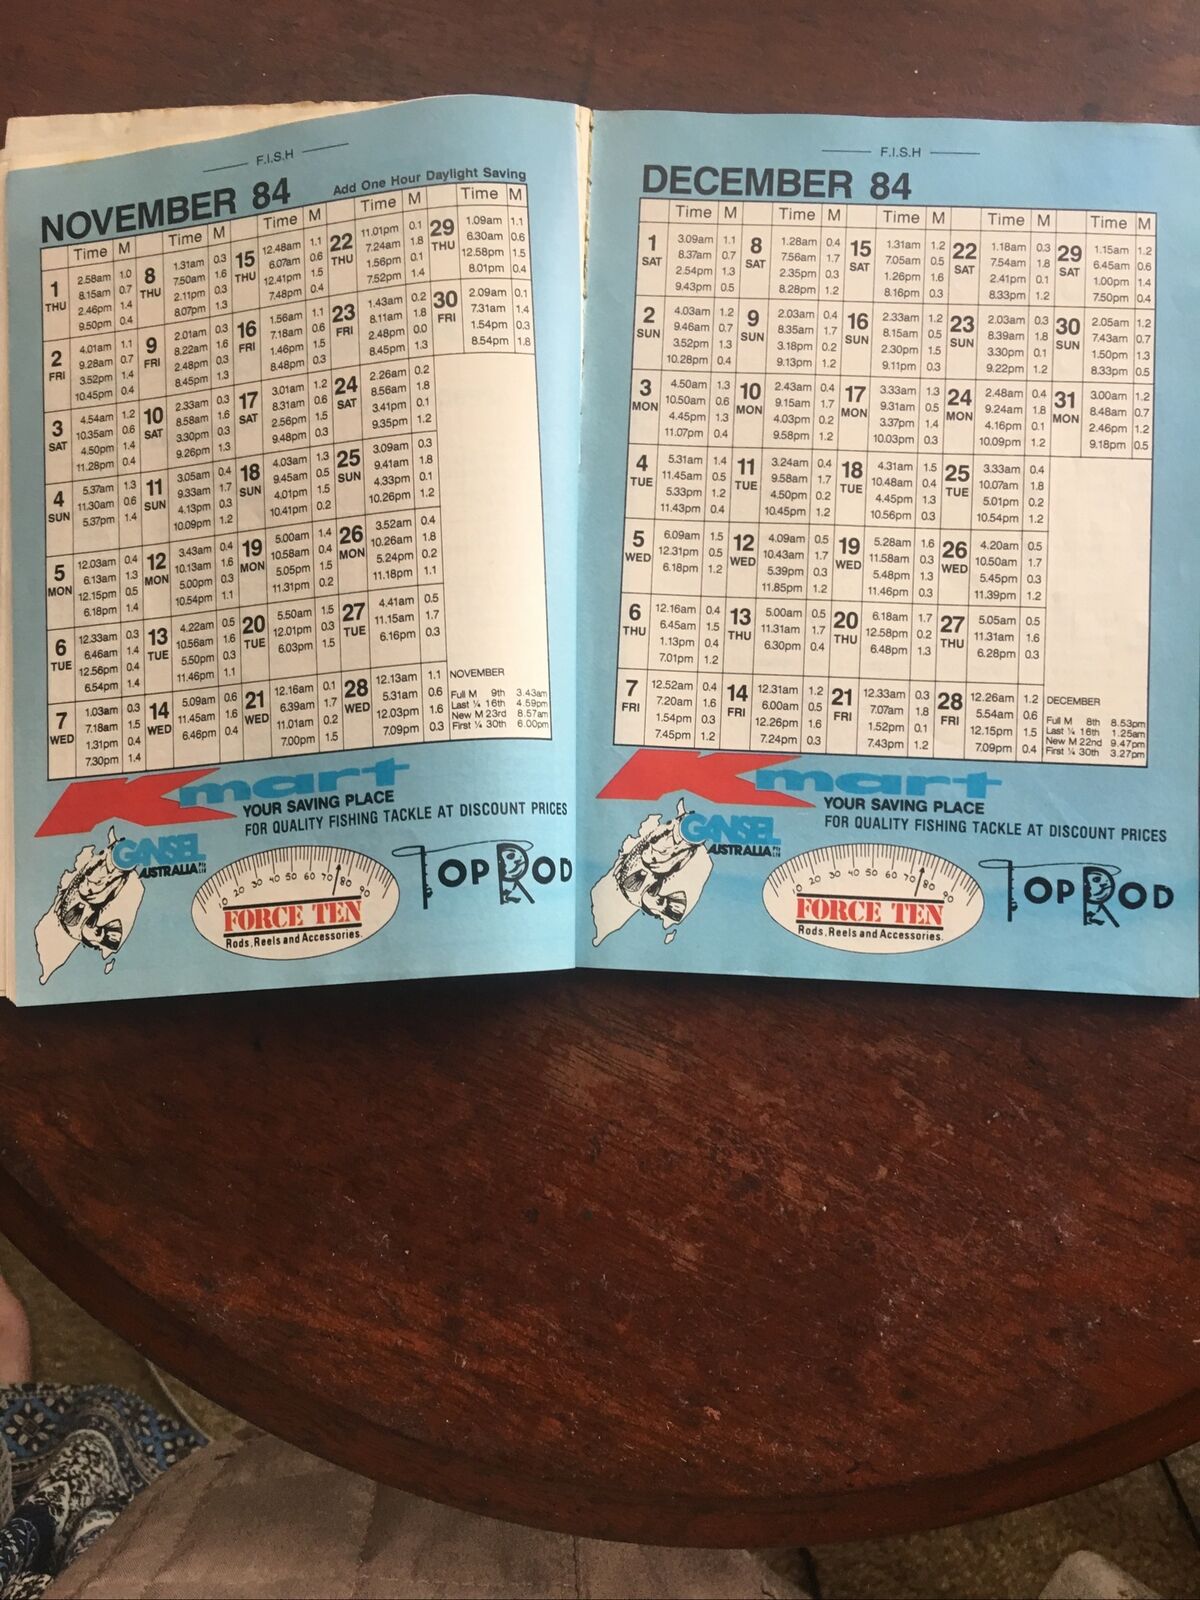 F.I.S.H
NOVEMBER 84
Add One Hour Daylight Saving
Time M
1 THU
2.58am 1.0
8.15am 0.7
2.46pm 1.4
9.50pm 0.4
2 FRI
4.01am 1.1
9.28am 0.7
3.52pm 1.4
10.45pm 0.4
3 SAT
4.54am 1.2
10.35am 0.6
4.50pm 1.4
11.28pm 0.4
4 SUN
5.37am 1.3
11.30am 0.6
5.37pm 1.4
5 MON
12.03am 0.4
6.13am 1.3
12.15pm 0.5
6.18pm 1.4
6 TUE
12.33am 0.3
6.46am 1.4
12.56pm 0.4
6.54pm 1.4
7 WED
1.03am 0.3
7.18am 1.5
1.31pm 0.4
7.30pm 1.4
Time M
8 THU
1.31am 0.3
7.50am 1.6
2.11pm 0.3
8.07pm 1.3
9 FRI
2.01am 0.3
8.22am 1.6
2.48pm 0.3
8.45pm 1.3
10 SAT
2.33am 0.3
8.58am 1.6
3.30pm 0.3
9.26pm 1.3
11 SUN
3.05am 0.4
9.33am 1.7
4.13pm 0.3
10.09pm 1.2
12 MON
3.43am 0.4
10.13am 1.6
5.00pm 0.3
10.54pm 1.1
13 TUE
4.22am 0.5
10.56am 1.6
5.50pm 0.3
11.46pm 1.1
14 WED
5.09am 0.6
11.45am 1.6
6.46pm 0.4
Time M
15 THU
12.48am 1.1
6.07am 0.6
12.41pm 1.5
7.48pm 0.4
16 FRI
1.56am 1.1
7.18am 0.6
1.46pm 1.5
8.48pm 0.3
17 SAT
3.01am 1.2
8.31am 0.6
2.56pm 1.5
9.48pm 0.3
18 SUN
4.03am 1.3
9.45am 0.5
4.01pm 1.5
10.41pm 0.2
19 MON
5.00am 1.4
10.58am 0.4
5.05pm 1.5
11.31pm 0.2
20 TUE
5.50am 1.5
12.01pm 0.3
6.03pm 1.5
21 WED
12.16am 0.1
6.39am 1.7
11.01am 0.2
7.00pm 1.5
Time M
22 THU
11.01pm 0.1
7.24am 1.8
1.56pm 0.1
7.52pm 1.4
23 FRI
1.43am 0.2
8.11am 1.8
2.48pm 0.0
8.45pm 1.3
24 SAT
2.26am 0.2
8.56am 1.8
3.41pm 0.1
9.35pm 1.2
25 SUN
3.09am 0.3
9.41am 1.8
4.33pm 0.1
10.26pm 1.2
26 MON
3.52am 0.4
10.26am 1.8
5.24pm 0.2
11.18pm 1.1
27 TUE
4.41am 0.5
11.15am 1.7
6.16pm 0.3
28 WED
12.13am 1.1
5.31am 0.6
12.03pm 1.6
7.09pm 0.3
Time M
29 THU
1.09am 1.1
6.30am 0.6
12.58pm 1.5
8.01pm 0.4
30 FRI
2.09am 0.1
7.31am 1.4
1.54pm 0.3
8.54pm 1.8
NOVEMBER
Full M 9th 3.43am
Last ¼ 16th 4.59pm
New M 23rd 8.57am
First ¼ 30th 6.00pm
Kmart
YOUR SAVING PLACE
FOR QUALITY FISHING TACKLE AT DISCOUNT PRICES
GANSEL
AUSTRALIA PTY LTD
0 20 30 40 50 60 70 80 90
FORCE TEN
Rods, Reels and Accessories.
TOP ROD
F.I.S.H
DECEMBER 84
Time M
1 SAT
3.09am 1.1
8.37am 0.7
2.54pm 1.3
9.43pm 0.5
2 SUN
4.03am 1.2
9.46am 0.7
3.52pm 1.3
10.28pm 0.4
3 MON
4.50am 1.3
10.50am 0.6
4.45pm 1.3
11.07pm 0.4
4 TUE
5.31am 1.4
11.45am 0.5
5.33pm 1.2
11.43pm 0.4
5 WED
6.09am 1.5
12.31pm 0.5
6.18pm 1.2
6 THU
12.16am 0.4
6.45am 1.5
1.13pm 0.4
7.01pm 1.2
7 FRI
12.52am 0.4
7.20am 1.6
1.54pm 0.3
7.45pm 1.2
Time M
8 SAT
1.28am 0.4
7.56am 1.7
2.35pm 0.3
8.28pm 1.2
9 SUN
2.03am 0.4
8.35am 1.7
3.18pm 0.2
9.13pm 1.2
10 MON
2.43am 0.4
9.15am 1.7
4.03pm 0.2
9.58pm 1.2
11 TUE
3.24am 0.4
9.58am 1.7
4.50pm 0.2
10.45pm 1.2
12 WED
4.09am 0.5
10.43am 1.7
5.39pm 0.3
11.85pm 1.2
13 THU
5.00am 0.5
11.31am 1.7
6.30pm 0.4
14 FRI
12.31am 1.2
6.00am 0.5
12.26pm 1.6
7.24pm 0.3
Time M
15 SAT
1.31am 1.2
7.05am 0.5
1.26pm 1.6
8.16pm 0.3
16 SUN
2.33am 1.2
8.15am 0.5
2.30pm 1.5
9.11pm 0.3
17 MON
3.33am 1.3
9.31am 0.5
3.37pm 1.4
10.03pm 0.3
18 TUE
4.31am 1.5
10.48am 0.4
4.45pm 1.3
10.56pm 0.3
19 WED
5.28am 1.6
11.58am 0.3
5.48pm 1.3
11.46pm 0.3
20 THU
6.18am 1.7
12.58pm 0.2
6.48pm 1.3
21 FRI
12.33am 0.3
7.07am 1.8
1.52pm 0.1
7.43pm 1.2
Time M
22 SAT
1.18am 0.3
7.54am 1.8
2.41pm 0.1
8.33pm 1.2
23 SUN
2.03am 0.3
8.39am 1.8
3.30pm 0.1
9.22pm 1.2
24 MON
2.48am 0.4
9.24am 1.8
4.16pm 0.1
10.09pm 1.2
25 TUE
3.33am 0.4
10.07am 1.8
5.01pm 0.2
10.54pm 1.2
26 WED
4.20am 0.5
10.50am 1.7
5.45pm 0.3
11.39pm 1.2
27 THU
5.05am 0.5
11.31am 1.6
6.28pm 0.3
28 FRI
12.26am 1.2
5.54am 0.6
12.15pm 1.5
7.09pm 0.4
Time M
29 SAT
1.15am 1.2
6.45am 0.6
1.00pm 1.4
7.50pm 0.4
30 SUN
2.05am 1.2
7.43am 0.7
1.50pm 1.3
8.33pm 0.5
31 MON
3.00am 1.2
8.48am 0.7
2.46pm 1.2
9.18pm 0.5
DECEMBER
Full M 8th 8.53pm
Last ¼ 16th 1.25am
New M 22nd 9.47pm
First ¼ 30th 3.27pm
Kmart
YOUR SAVING PLACE
FOR QUALITY FISHING TACKLE AT DISCOUNT PRICES
GANSEL
AUSTRALIA PTY LTD
0 20 30 40 50 60 70 80 90
FORCE TEN
Rods, Reels and Accessories.
TOP ROD